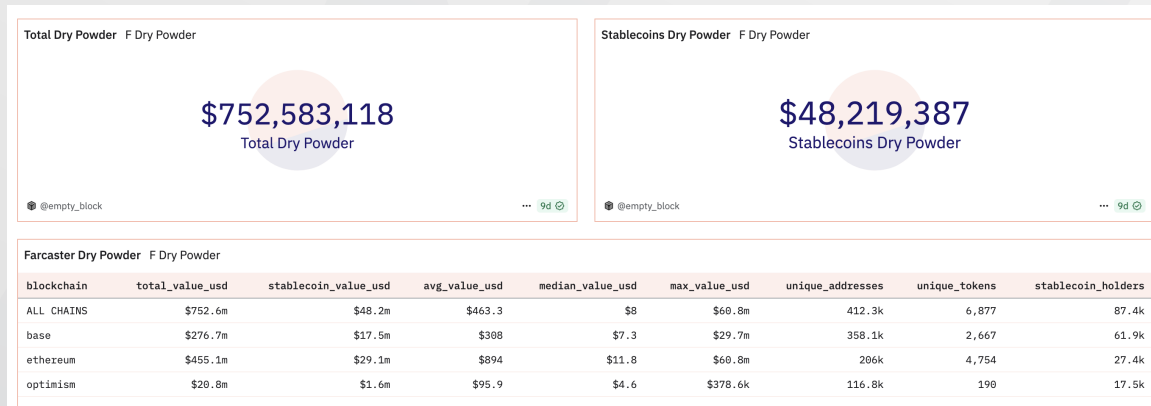 Total Dry Powder F Dry Powder
$752,583,118
Total Dry Powder
@empty_block
··· 9d
Stablecoins Dry Powder F Dry Powder
$48,219,387
Stablecoins Dry Powder
@empty_block
··· 9d
Farcaster Dry Powder F Dry Powder
blockchain total_value_usd stablecoin_value_usd avg_value_usd median_value_usd max_value_usd unique_addresses unique_tokens stablecoin_holders
ALL CHAINS $752.6m $48.2m $463.3 $8 $60.8m 412.3k 6,877 87.4k
base $276.7m $17.5m $308 $7.3 $29.7m 358.1k 2,667 61.9k
ethereum $455.1m $29.1m $894 $11.8 $60.8m 206k 4,754 27.4k
optimism $20.8m $1.6m $95.9 $4.6 $378.6k 116.8k 190 17.5k